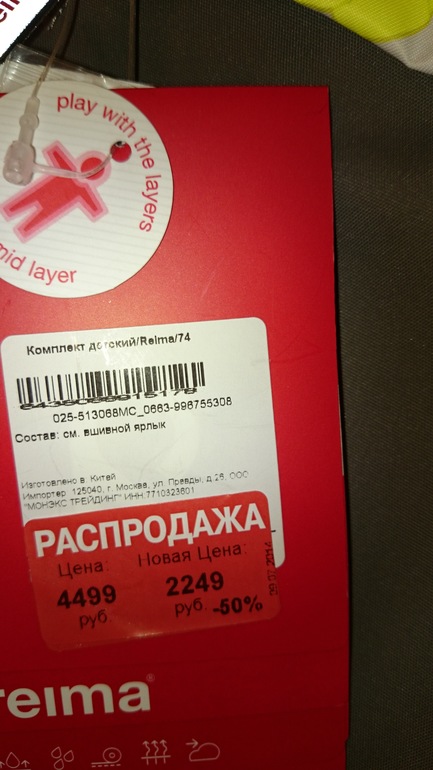 play with the layers
mid layer
Комплект детский/Reima/74
025-513068MC_0663-996755308
Состав: см. вшивной ярлык
Изготовлено в: Китей
Импортер 125040, г. Москва, ул. Правды, д.26, ООО
"МОНЭКС ТРЕЙДИНГ" ИНН:7710323601
РАСПРОДАЖА
Цена: Новая Цена:
4499 2249
руб. руб. -50%
reima®